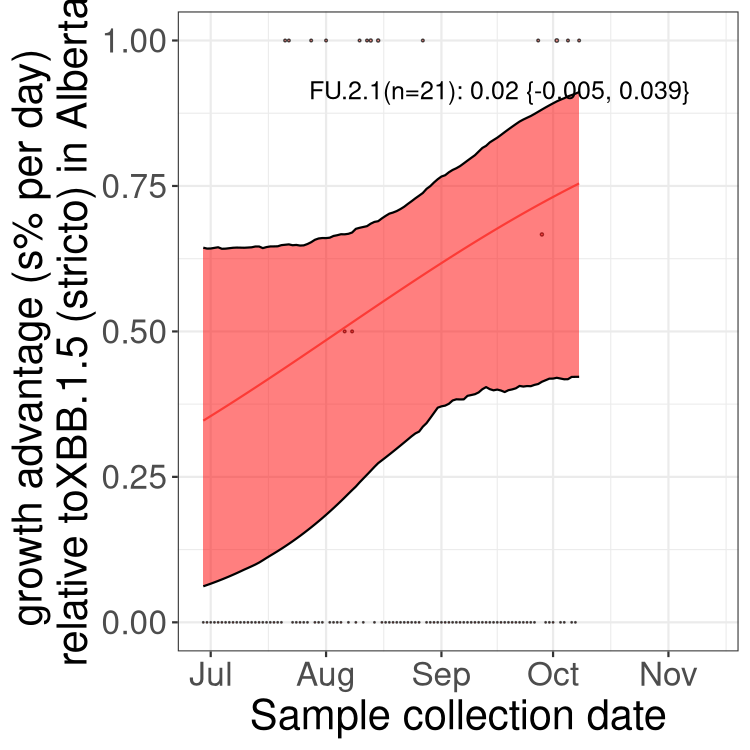 growth advantage (s% per day)
relative toXBB.1.5 (stricto) in Alberta
1.00
0.75
0.50
0.25
0.00
FU.2.1(n=21): 0.02 {-0.005, 0.039}
Jul Aug Sep Oct Nov
Sample collection date